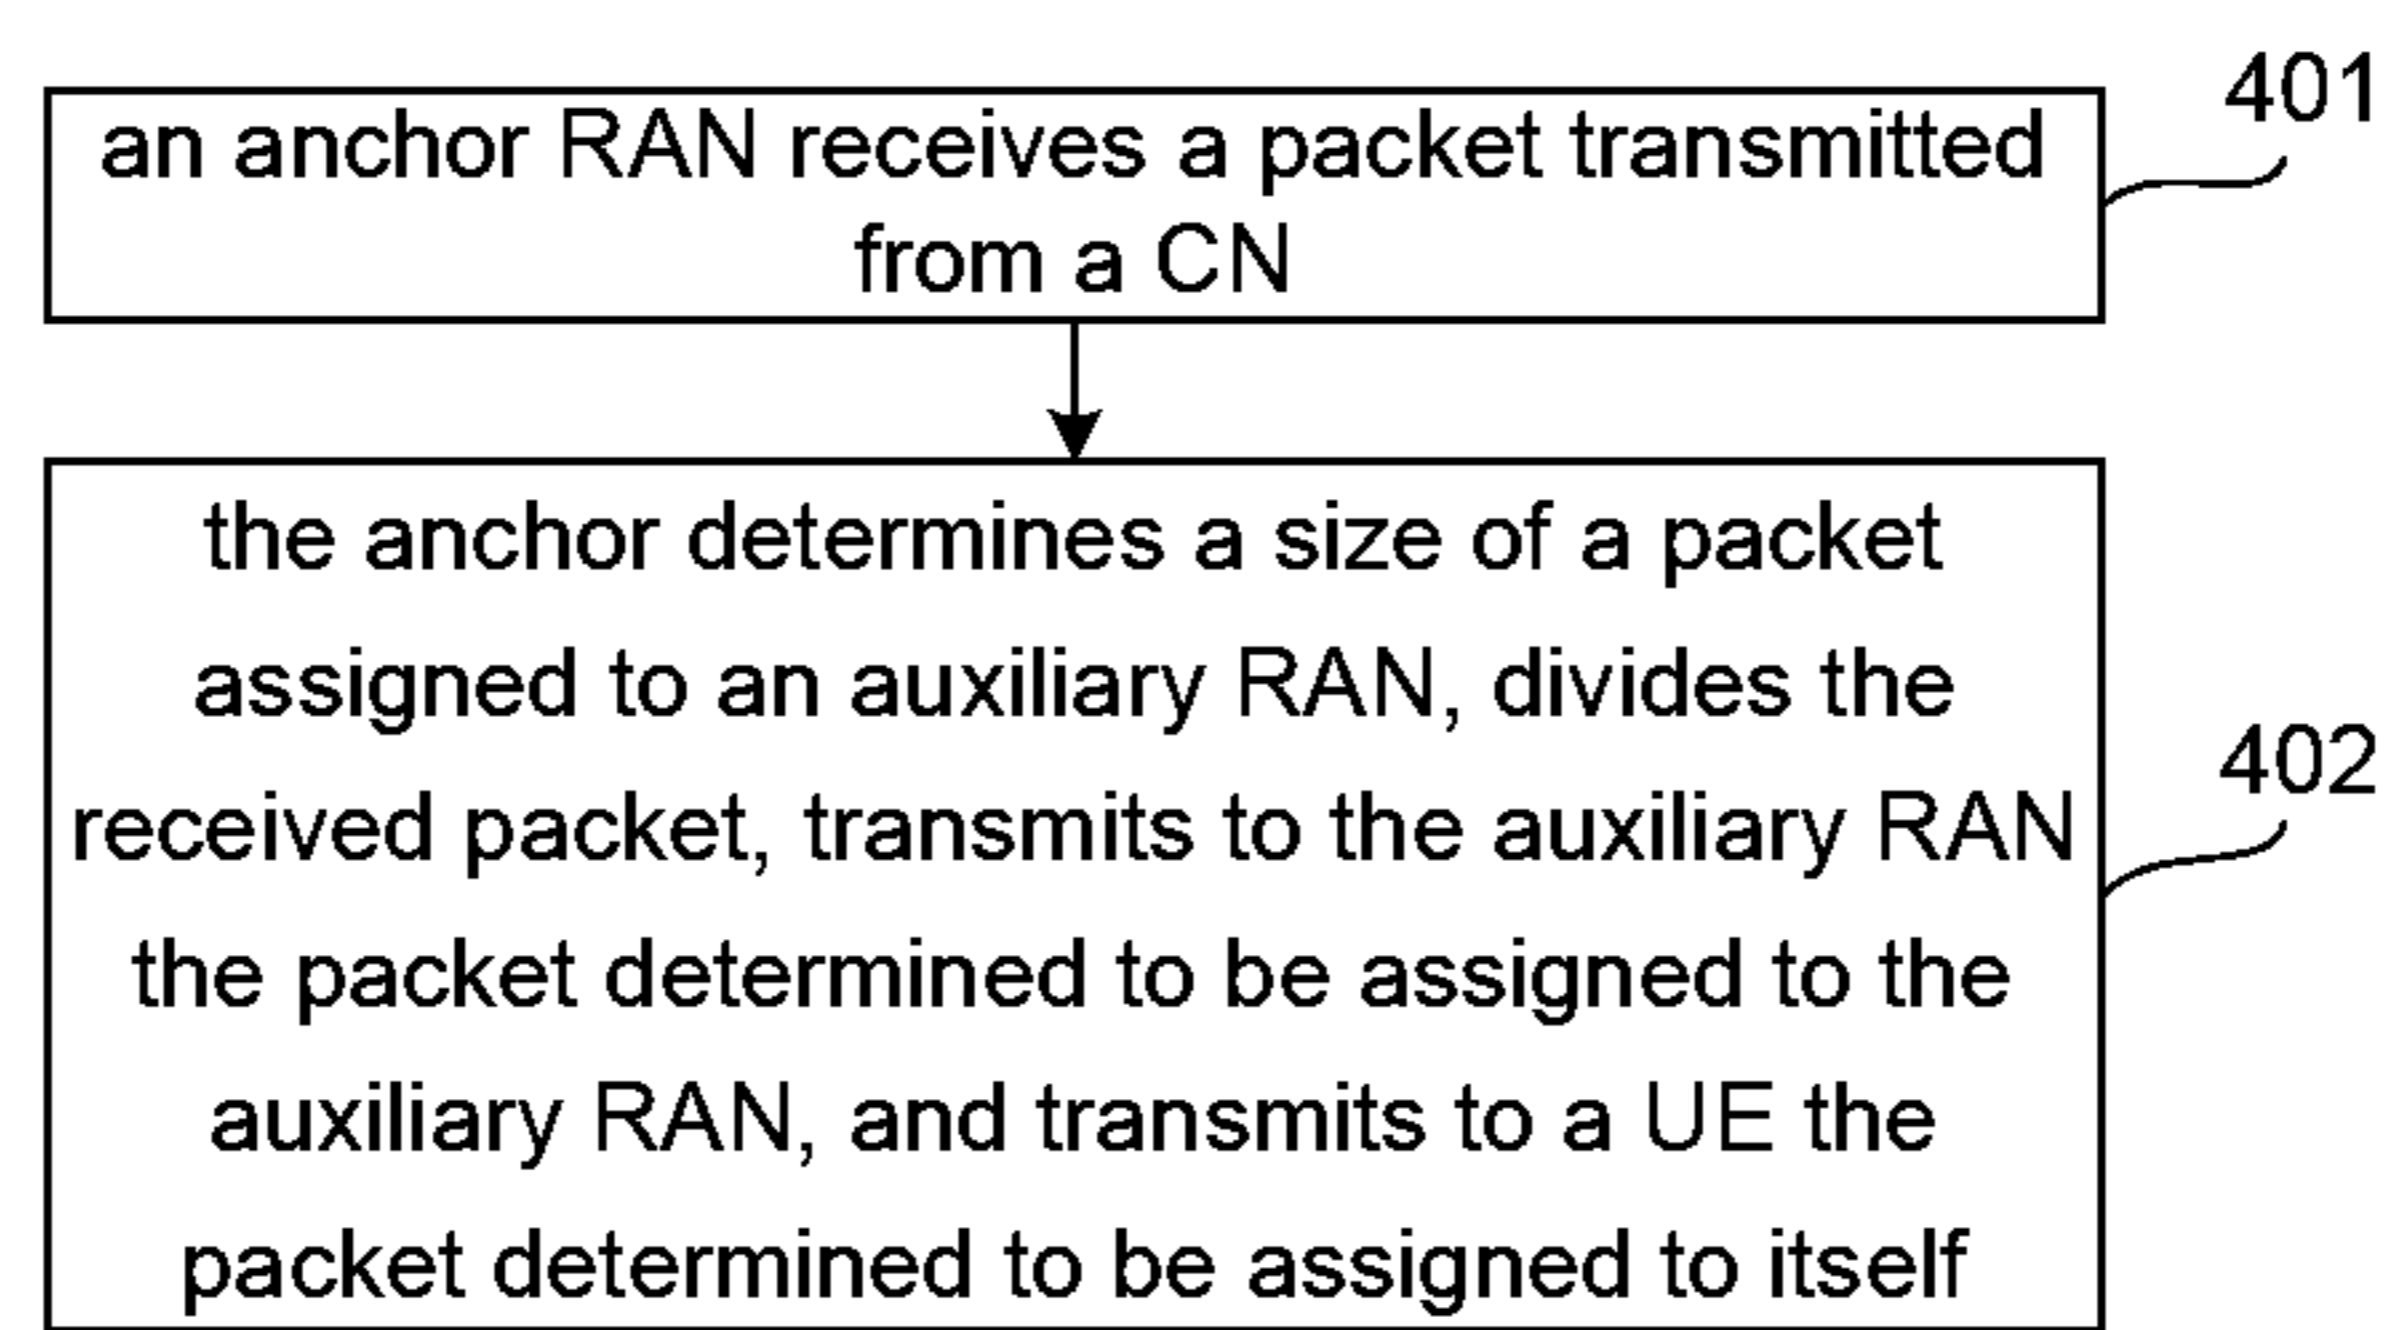 an anchor RAN receives a packet transmitted
from a CN
401
the anchor determines a size of a packet
assigned to an auxiliary RAN, divides the
received packet, transmits to the auxiliary RAN
the packet determined to be assigned to the
auxiliary RAN, and transmits to a UE the
packet determined to be assigned to itself
402